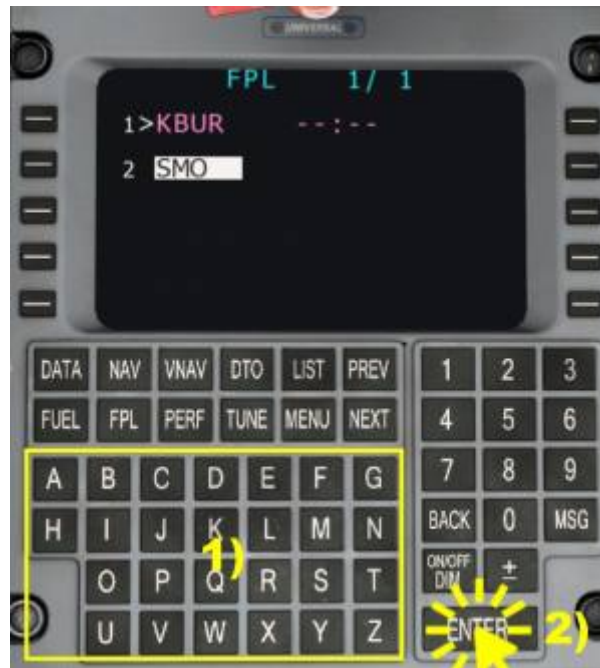 UNIVERSAL
FPL 1/ 1
1>KBUR --:--
2 SMO
DATA NAV VNAV DTO LIST PREV
FUEL FPL PERF TUNE MENU NEXT
A B C D E F G
H I J K L M N
O P Q R S T
U V W X Y Z
1)
1 2 3
4 5 6
7 8 9
BACK 0 MSG
ON/OFF DIM ±
ENTER 2)